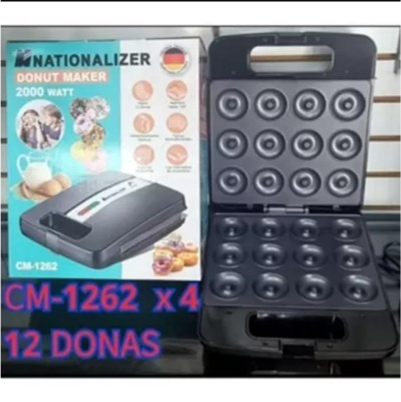 NATIONALIZER
DONUT MAKER
2000 WATT
CM-1262
CM-1262 x 4
12 DONAS